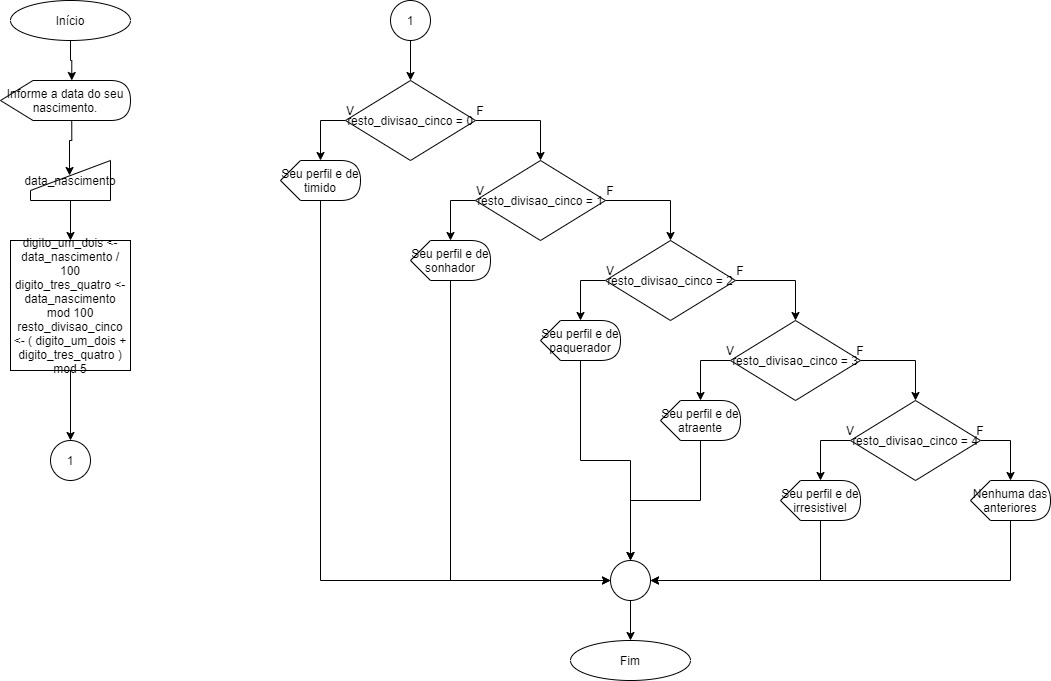 Início
Informe a data do seu
nascimento.
data_nascimento
digito_um_dois <-
data_nascimento /
100
digito_tres_quatro <-
data_nascimento
mod 100
resto_divisao_cinco
<- ( digito_um_dois +
digito_tres_quatro )
mod 5
1
1
V
F
resto_divisao_cinco = 0
Seu perfil e de
timido
V
F
resto_divisao_cinco = 1
Seu perfil e de
sonhador
V
F
resto_divisao_cinco = 2
Seu perfil e de
paquerador
V
F
resto_divisao_cinco = 3
Seu perfil e de
atraente
V
F
resto_divisao_cinco = 4
Seu perfil e de
irresistivel
Nenhuma das
anteriores
Fim